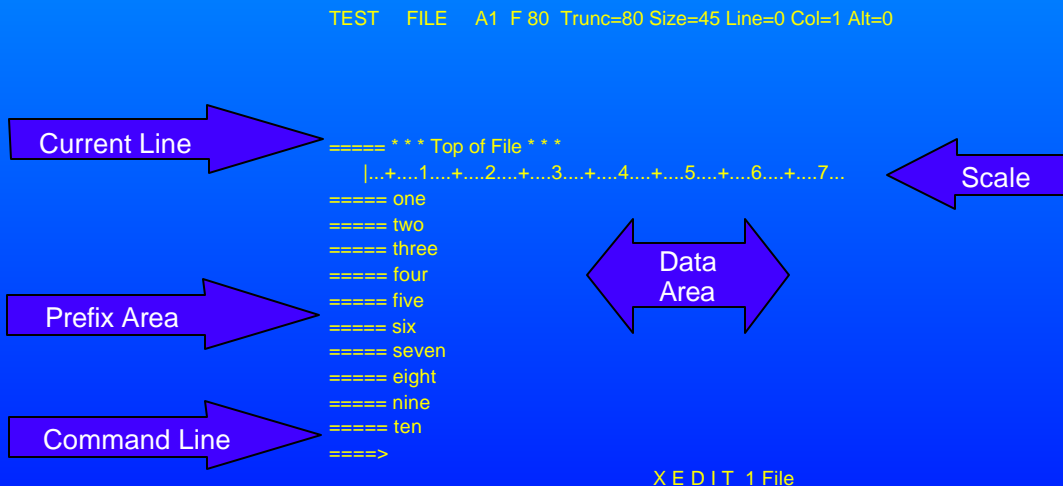 TEST FILE A1 F 80 Trunc=80 Size=45 Line=0 Col=1 Alt=0
Current Line
===== * * * Top of File * * *
|...+....1....+....2....+....3....+....4....+....5....+....6....+....7...
Scale
===== one
===== two
===== three
Data
Area
===== four
===== five
Prefix Area
===== six
===== seven
===== eight
===== nine
===== ten
Command Line
====>
X E D I T 1 File